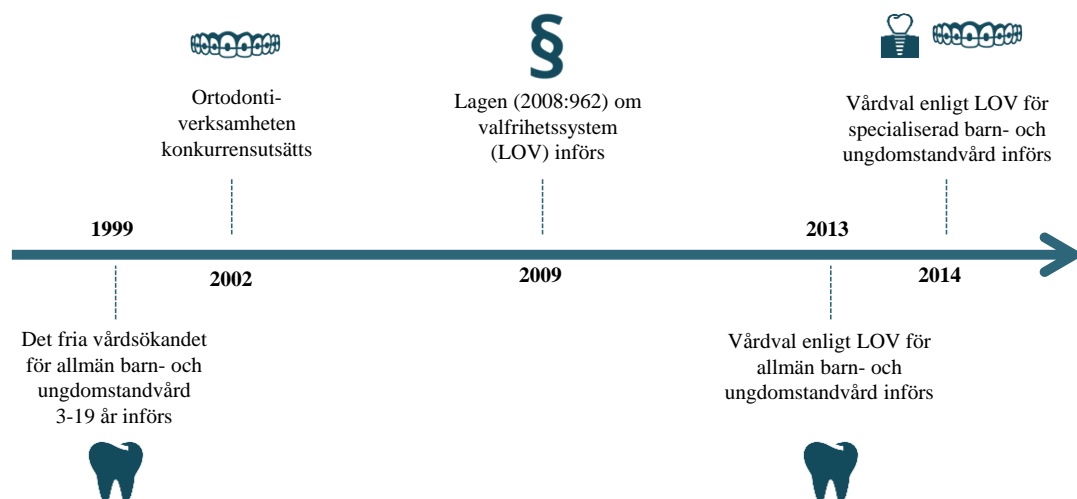 Ortodonti-
verksamheten
konkurrensutsätts
§
Lagen (2008:962) om
valfrihetssystem
(LOV) införs
Vårdval enligt LOV för
specialiserad barn- och
ungdomstandvård införs
1999
2002
2009
2013
2014
Det fria vårdsökandet
för allmän barn- och
ungdomstandvård
3-19 år införs
Vårdval enligt LOV för
allmän barn- och
ungdomstandvård införs